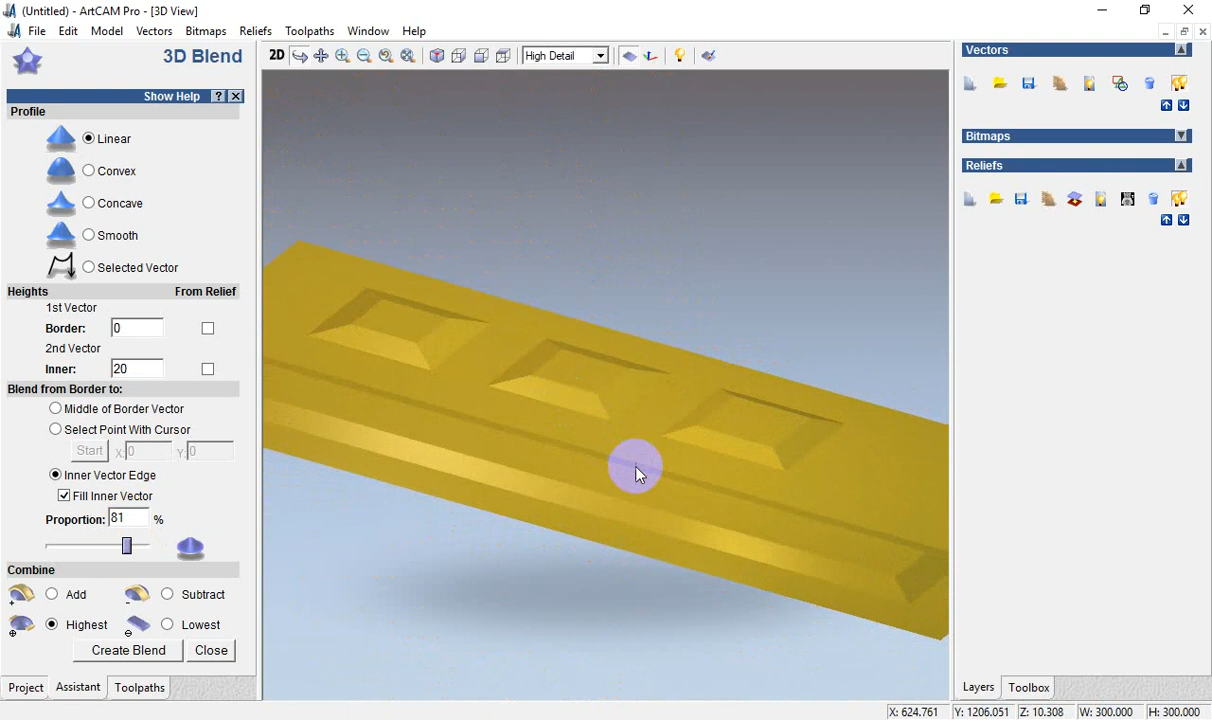 (Untitled) - ArtCAM Pro - [3D View]
File Edit Model Vectors Bitmaps Reliefs Toolpaths Window Help
3D Blend
2D
High Detail
Show Help ?
Profile
Linear
Convex
Concave
Smooth
Selected Vector
Heights From Relief
1st Vector
Border: 0
2nd Vector
Inner: 20
Blend from Border to:
Middle of Border Vector
Select Point With Cursor
Start X: 0 Y: 0
Inner Vector Edge
Fill Inner Vector
Proportion: 81 %
Combine
Add Subtract
Highest Lowest
Create Blend Close
Project Assistant Toolpaths
Vectors
Bitmaps
Reliefs
Layers Toolbox
X: 624.761 Y: 1206.051 Z: 10.308 W: 300.000 H: 300.000